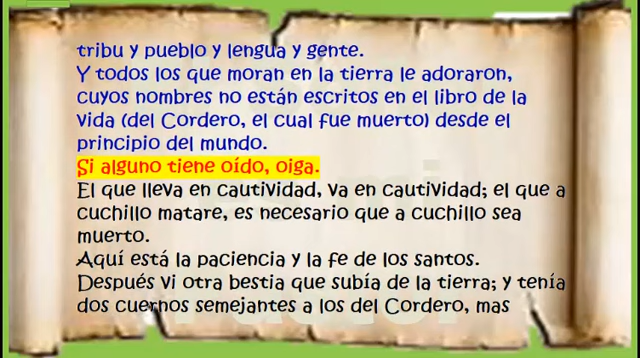 tribu y pueblo y lengua y gente.
Y todos los que moran en la tierra le adoraron,
cuyos nombres no están escritos en el libro de la
vida (del Cordero, el cual fue muerto) desde el
principio del mundo.
Si alguno tiene oído, oiga.
El que lleva en cautividad, va en cautividad; el que a
cuchillo matare, es necesario que a cuchillo sea
muerto.
Aquí está la paciencia y la fe de los santos.
Después vi otra bestia que subía de la tierra; y tenía
dos cuernos semejantes a los del Cordero, mas